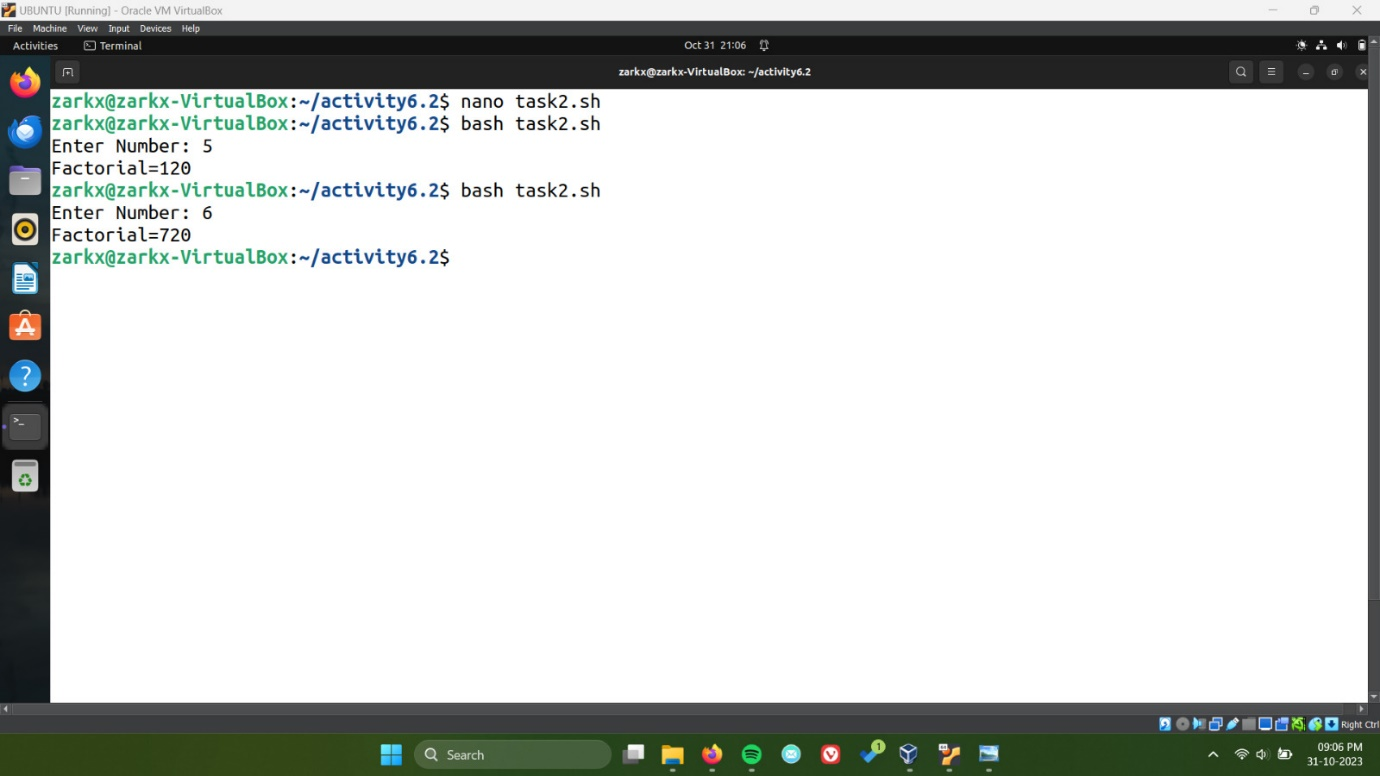 UBUNTU [Running] - Oracle VM VirtualBox
File Machine View Input Devices Help
Activities Terminal Oct 31 21:06
zarkx@zarkx-VirtualBox: ~/activity6.2
zarkx@zarkx-VirtualBox:~/activity6.2$ nano task2.sh
zarkx@zarkx-VirtualBox:~/activity6.2$ bash task2.sh
Enter Number: 5
Factorial=120
zarkx@zarkx-VirtualBox:~/activity6.2$ bash task2.sh
Enter Number: 6
Factorial=720
zarkx@zarkx-VirtualBox:~/activity6.2$
Right Ctrl
Search 1 09:06 PM
31-10-2023